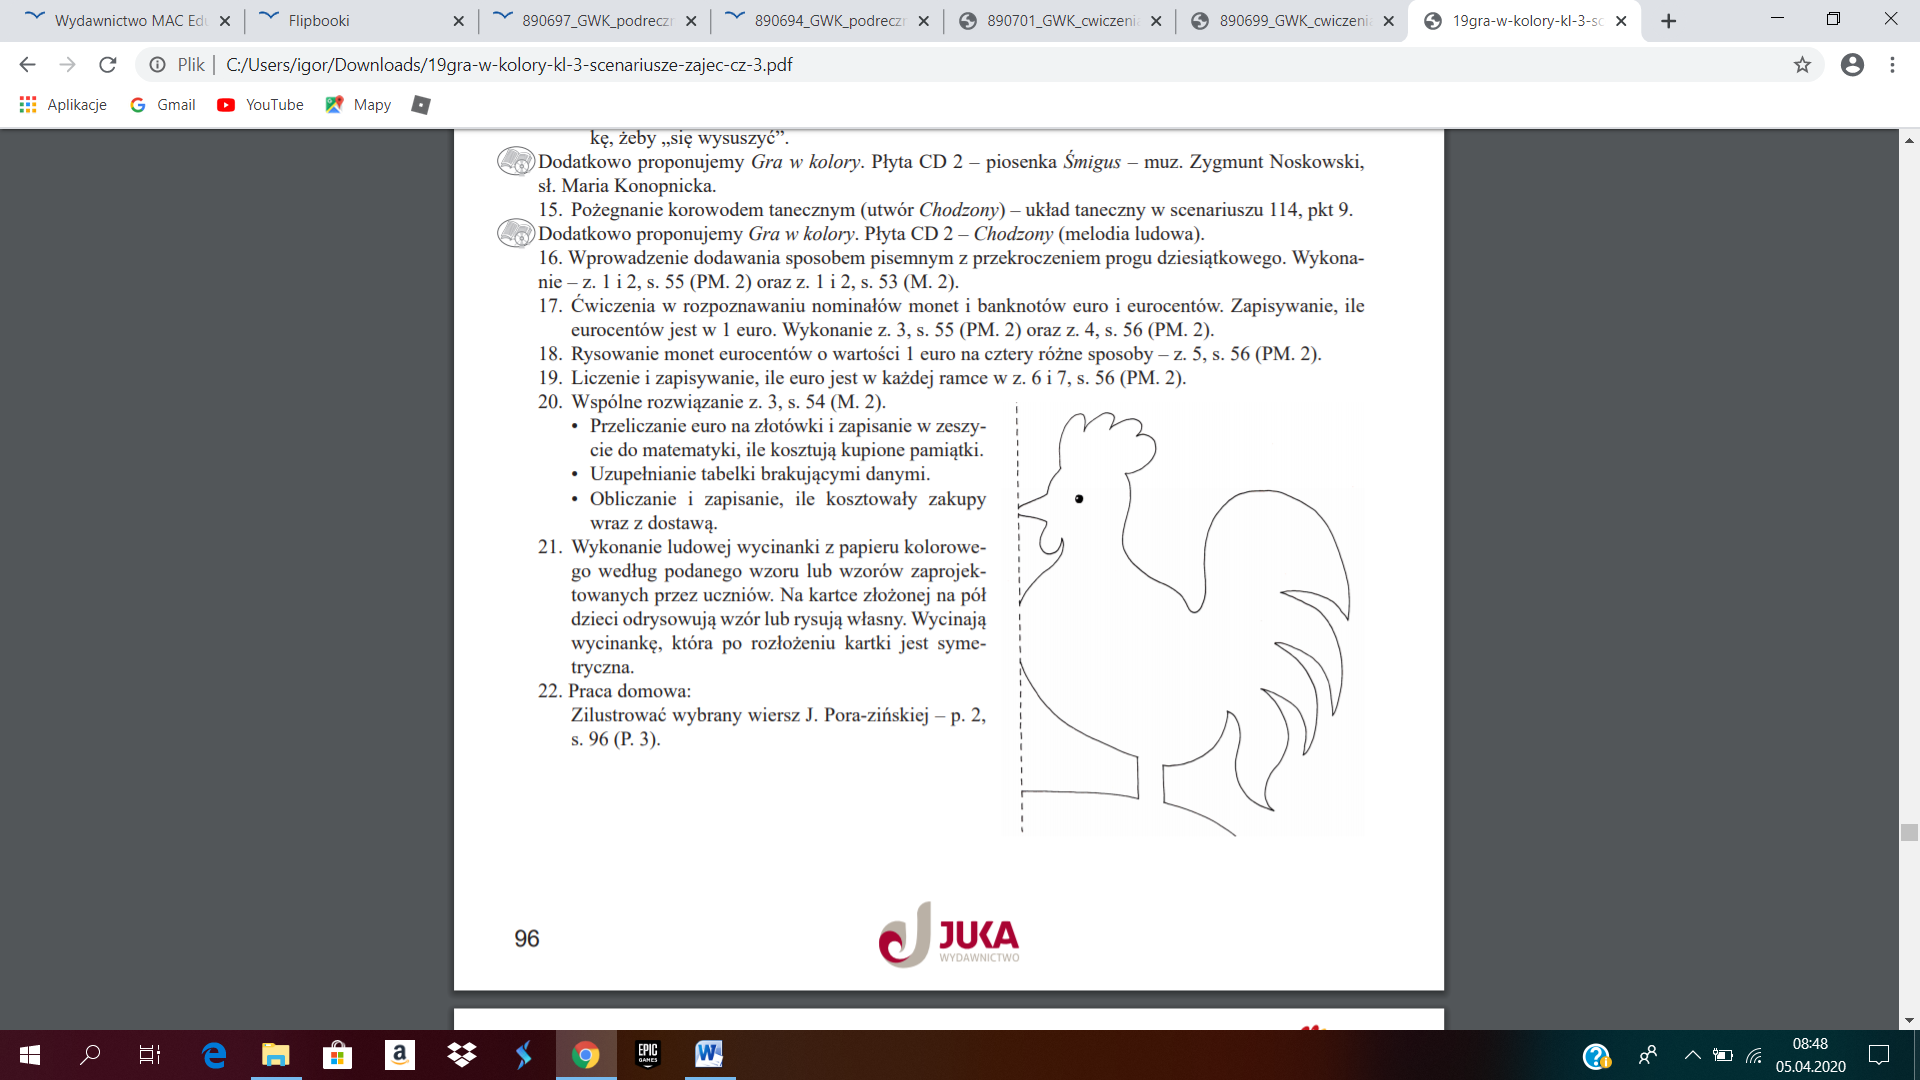 Wydawnictwo MAC Edu
Flipbooki
890697_GWK_podreczn
890694_GWK_podreczn
890701_GWK_cwiczenia
890699_GWK_cwiczenia
19gra-w-kolory-kl-3-sc
Plik
C:/Users/igor/Downloads/19gra-w-kolory-kl-3-scenariusze-zajec-cz-3.pdf
Aplikacje
Gmail
YouTube
Mapy
kę, żeby „się wysuszyć”.
Dodatkowo proponujemy Gra w kolory. Płyta CD 2 – piosenka Śmigus – muz. Zygmunt Noskowski,
sł. Maria Konopnicka.
15. Pożegnanie korowodem tanecznym (utwór Chodzony) – układ taneczny w scenariuszu 114, pkt 9.
Dodatkowo proponujemy Gra w kolory. Płyta CD 2 – Chodzony (melodia ludowa).
16. Wprowadzenie dodawania sposobem pisemnym z przekroczeniem progu dziesiątkowego. Wykona-
nie – z. 1 i 2, s. 55 (PM. 2) oraz z. 1 i 2, s. 53 (M. 2).
17. Ćwiczenia w rozpoznawaniu nominałów monet i banknotów euro i eurocentów. Zapisywanie, ile
eurocentów jest w 1 euro. Wykonanie z. 3, s. 55 (PM. 2) oraz z. 4, s. 56 (PM. 2).
18. Rysowanie monet eurocentów o wartości 1 euro na cztery różne sposoby – z. 5, s. 56 (PM. 2).
19. Liczenie i zapisywanie, ile euro jest w każdej ramce w z. 6 i 7, s. 56 (PM. 2).
20. Wspólne rozwiązanie z. 3, s. 54 (M. 2).
• Przeliczanie euro na złotówki i zapisanie w zeszy-
cie do matematyki, ile kosztują kupione pamiątki.
• Uzupełnianie tabelki brakującymi danymi.
• Obliczanie i zapisanie, ile kosztowały zakupy
wraz z dostawą.
21. Wykonanie ludowej wycinanki z papieru kolorowe-
go według podanego wzoru lub wzorów zaprojek-
towanych przez uczniów. Na kartce złożonej na pół
dzieci odrysowują wzór lub rysują własny. Wycinają
wycinankę, która po rozłożeniu kartki jest syme-
tryczna.
22. Praca domowa:
Zilustrować wybrany wiersz J. Pora-zińskiej – p. 2,
s. 96 (P. 3).
96
JUKA
WYDAWNICTWO
EPIC
GAMES
08:48
05.04.2020